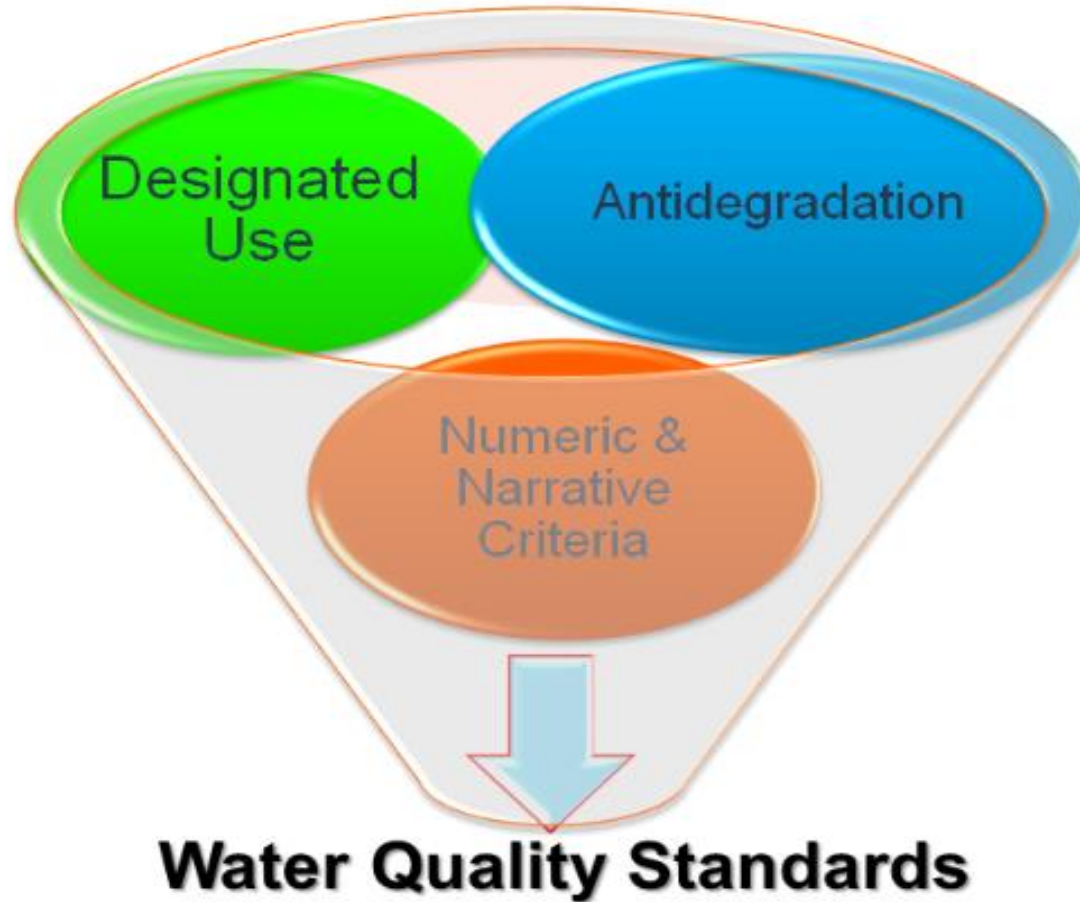 Designated
Use
Antidegradation
Numeric &
Narrative
Criteria
Water Quality Standards